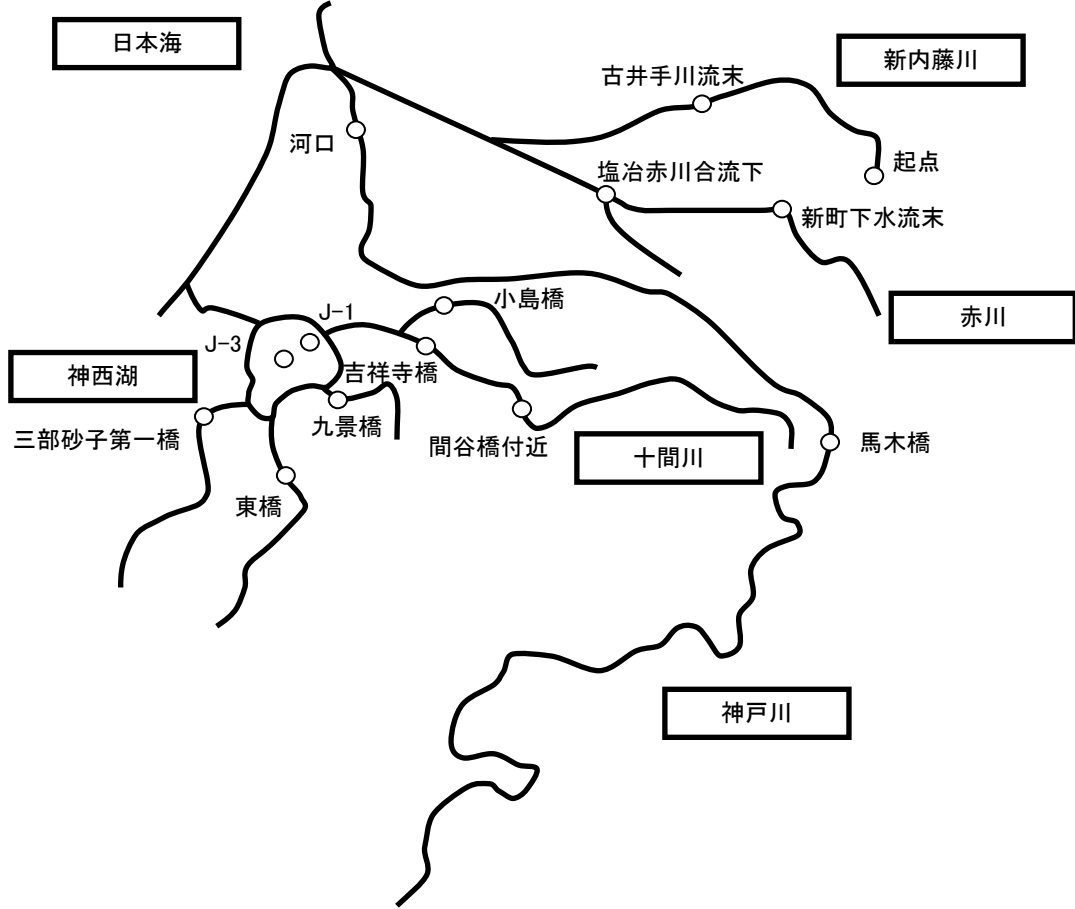 日本海
新内藤川
古井手川流末
河口
起点
塩冶赤川合流下
新町下水流末
小島橋
赤川
J-1
J-3
神西湖
吉祥寺橋
九景橋
三部砂子第一橋
間谷橋付近
十間川
馬木橋
東橋
神戸川